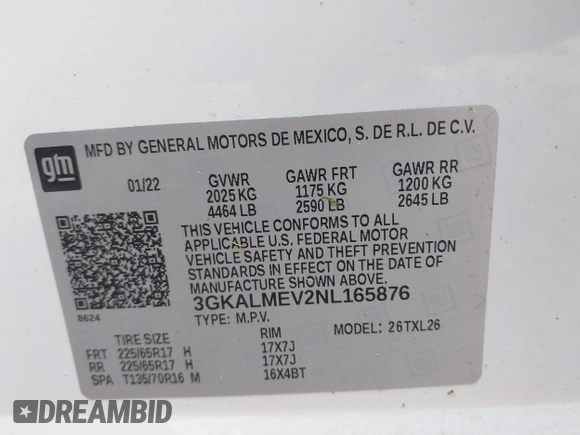 gm
MFD BY GENERAL MOTORS DE MEXICO, S. DE R.L. DE C.V.
01/22 GVWR GAWR FRT GAWR RR
2025 KG 1175 KG 1200 KG
4464 LB 2590 LB 2645 LB
THIS VEHICLE CONFORMS TO ALL
APPLICABLE U.S. FEDERAL MOTOR
VEHICLE SAFETY AND THEFT PREVENTION
STANDARDS IN EFFECT ON THE DATE OF
MANUFACTURE SHOWN ABOVE.
3GKALMEV2NL165876
8624
TYPE: M.P.V. MODEL: 26TXL26
TIRE SIZE RIM
FRT 225/65R17 H 17X7J
RR 225/65R17 H 17X7J
SPA T135/70R16 M 16X4BT
DREAMBID